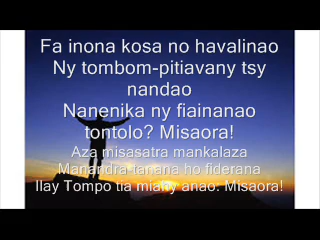 Fa inona kosa no havalinao
Ny tombom-pitiavany tsy
nandao
Nanenika ny fiainanao
tontolo? Misaora!
Aza misasatra mankalaza
Manandra-tanana ho fiderana
Ilay Tompo tia miahy anao: Misaora!